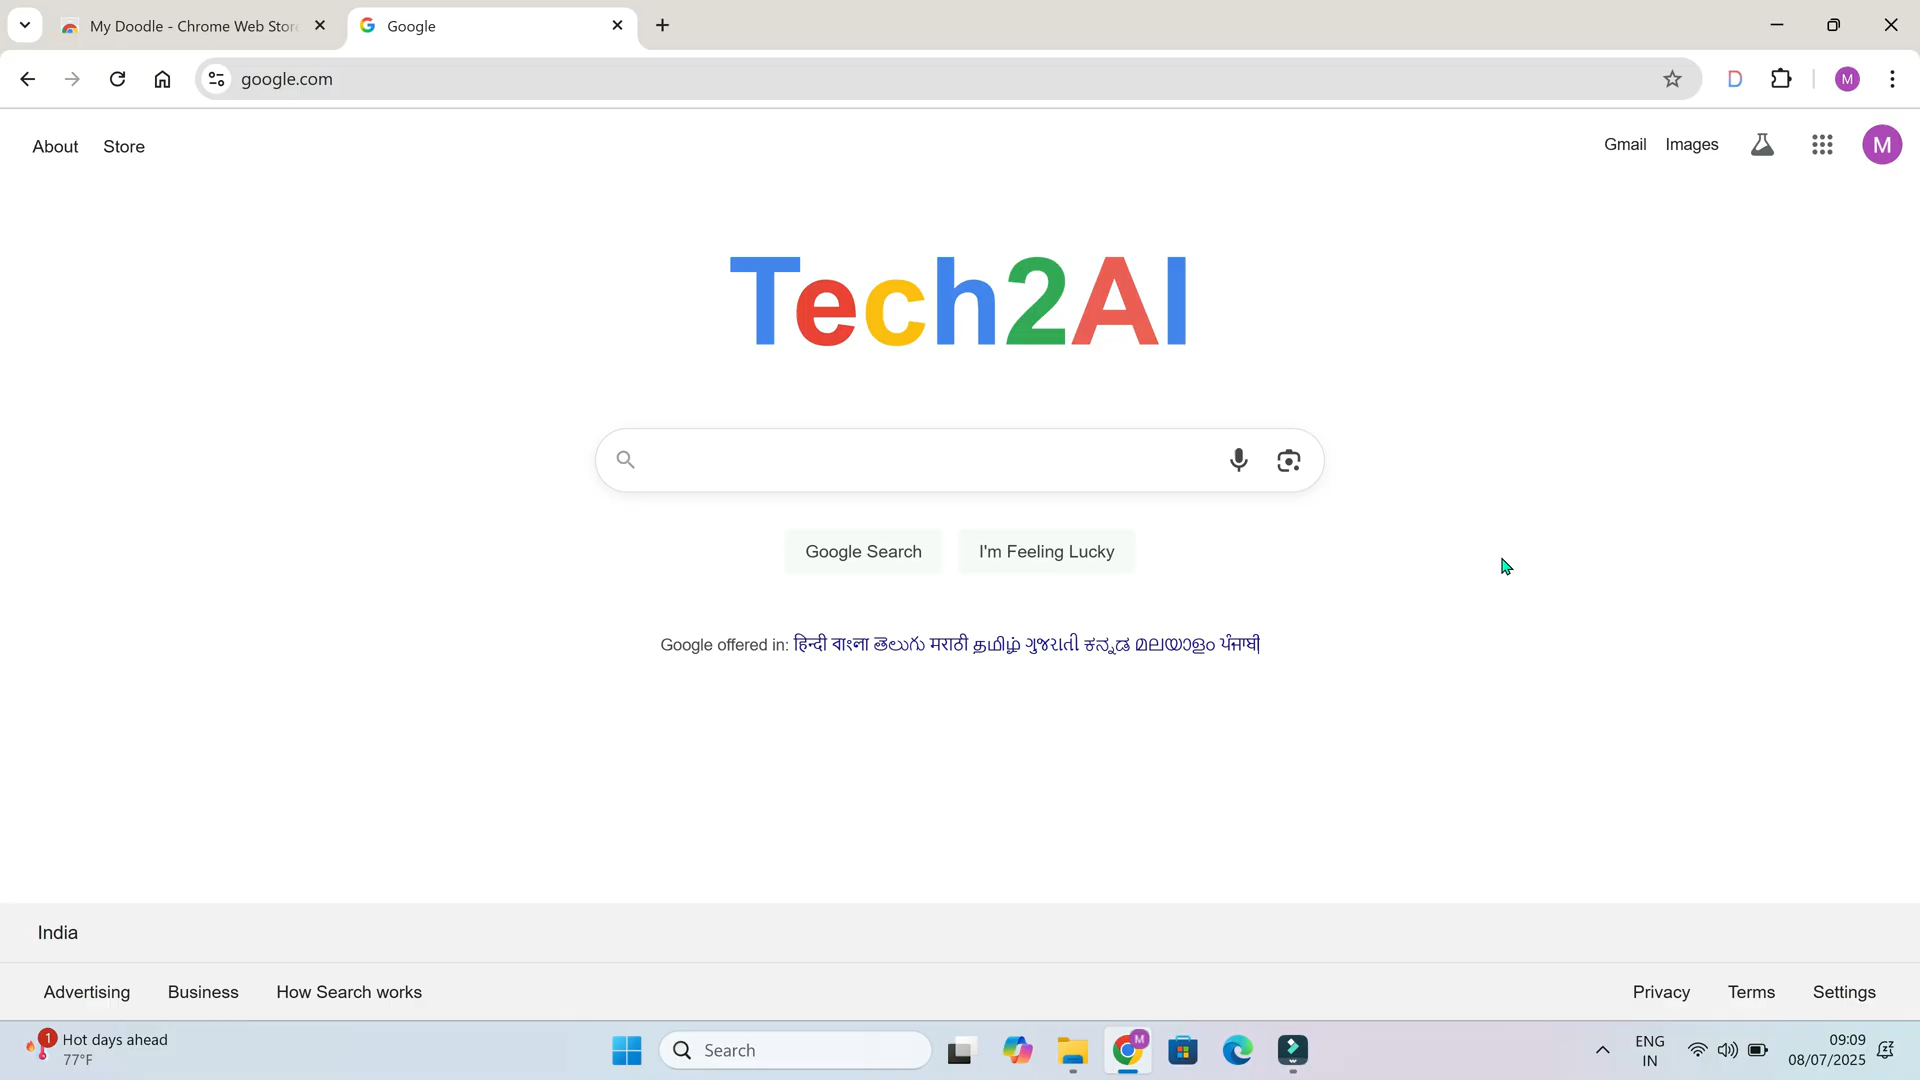 My Doodle - Chrome Web Stor
Google
google.com
M
About Store
Gmail Images M
Tech2AI
Google Search I'm Feeling Lucky
Google offered in: हिन्दी বাংলা తెలుగు मराठी தமிழ் ગુજરાતી ಕನ್ನಡ മലയാളം ਪੰਜਾਬੀ
India
Advertising Business How Search works
Privacy Terms Settings
1 Hot days ahead
77°F
Search
M
ENG
IN
09:09
08/07/2025